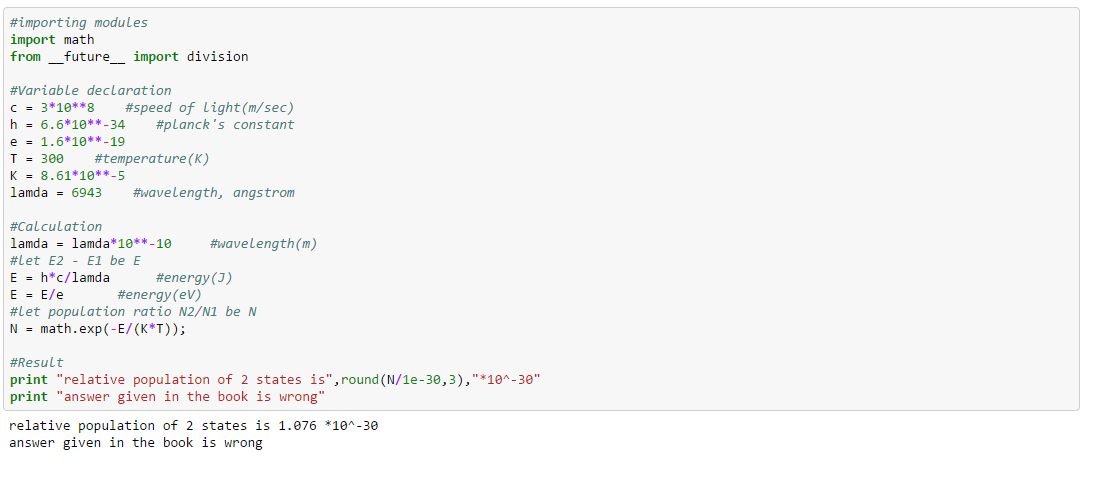 #importing modules
import math
from __future__ import division
#Variable declaration
c = 3*10**8    #speed of light(m/sec)
h = 6.6*10**-34    #planck's constant
e = 1.6*10**-19
T = 300    #temperature(K)
K = 8.61*10**-5
lamda = 6943    #wavelength, angstrom
#Calculation
lamda = lamda*10**-10     #wavelength(m)
#let E2 - E1 be E
E = h*c/lamda      #energy(J)
E = E/e       #energy(eV)
#let population ratio N2/N1 be N
N = math.exp(-E/(K*T));
#Result
print "relative population of 2 states is",round(N/1e-30,3),"*10^-30"
print "answer given in the book is wrong"
relative population of 2 states is 1.076 *10^-30
answer given in the book is wrong